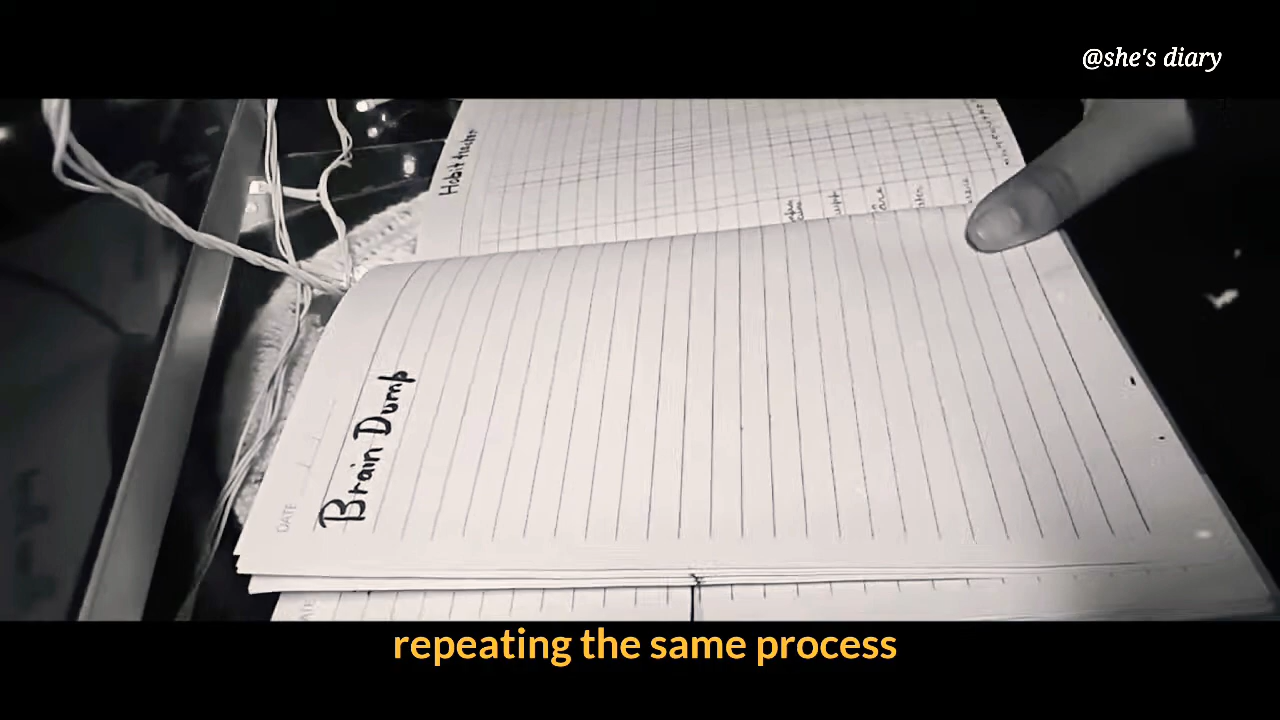 @she's diary
Habit tracker
DATE
Brain Dump
repeating the same process